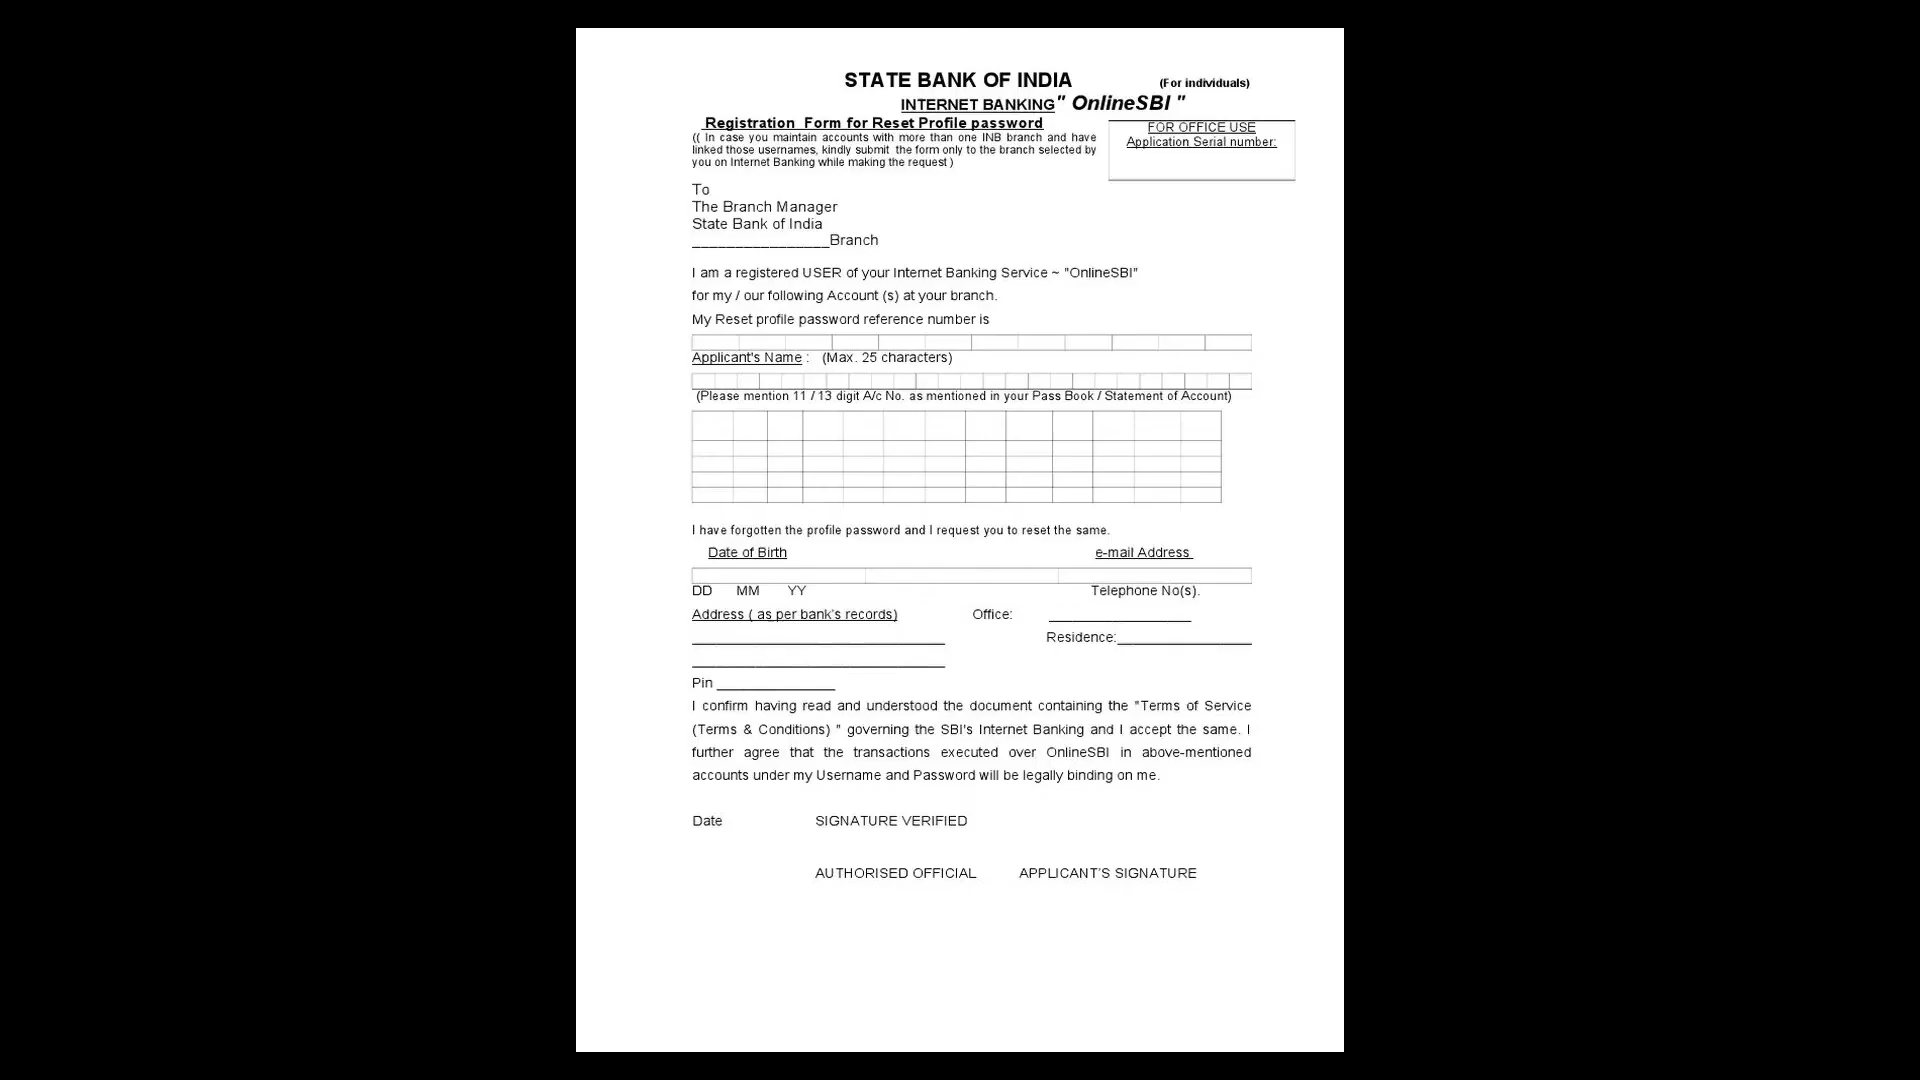 STATE BANK OF INDIA (For individuals)
INTERNET BANKING" OnlineSBI "
Registration Form for Reset Profile password
(( In case you maintain accounts with more than one INB branch and have
linked those usernames, kindly submit the form only to the branch selected by
you on Internet Banking while making the request )
FOR OFFICE USE
Application Serial number:
To
The Branch Manager
State Bank of India
________________Branch
I am a registered USER of your Internet Banking Service ~ "OnlineSBI"
for my / our following Account (s) at your branch.
My Reset profile password reference number is
Applicant's Name : (Max. 25 characters)
(Please mention 11 / 13 digit A/c No. as mentioned in your Pass Book / Statement of Account)
I have forgotten the profile password and I request you to reset the same.
Date of Birth e-mail Address
DD MM YY Telephone No(s).
Address ( as per bank's records) Office: __________________
Residence:_________________
Pin _______________
I confirm having read and understood the document containing the "Terms of Service
(Terms & Conditions) " governing the SBI's Internet Banking and I accept the same. I
further agree that the transactions executed over OnlineSBI in above-mentioned
accounts under my Username and Password will be legally binding on me.
Date SIGNATURE VERIFIED
AUTHORISED OFFICIAL APPLICANT'S SIGNATURE